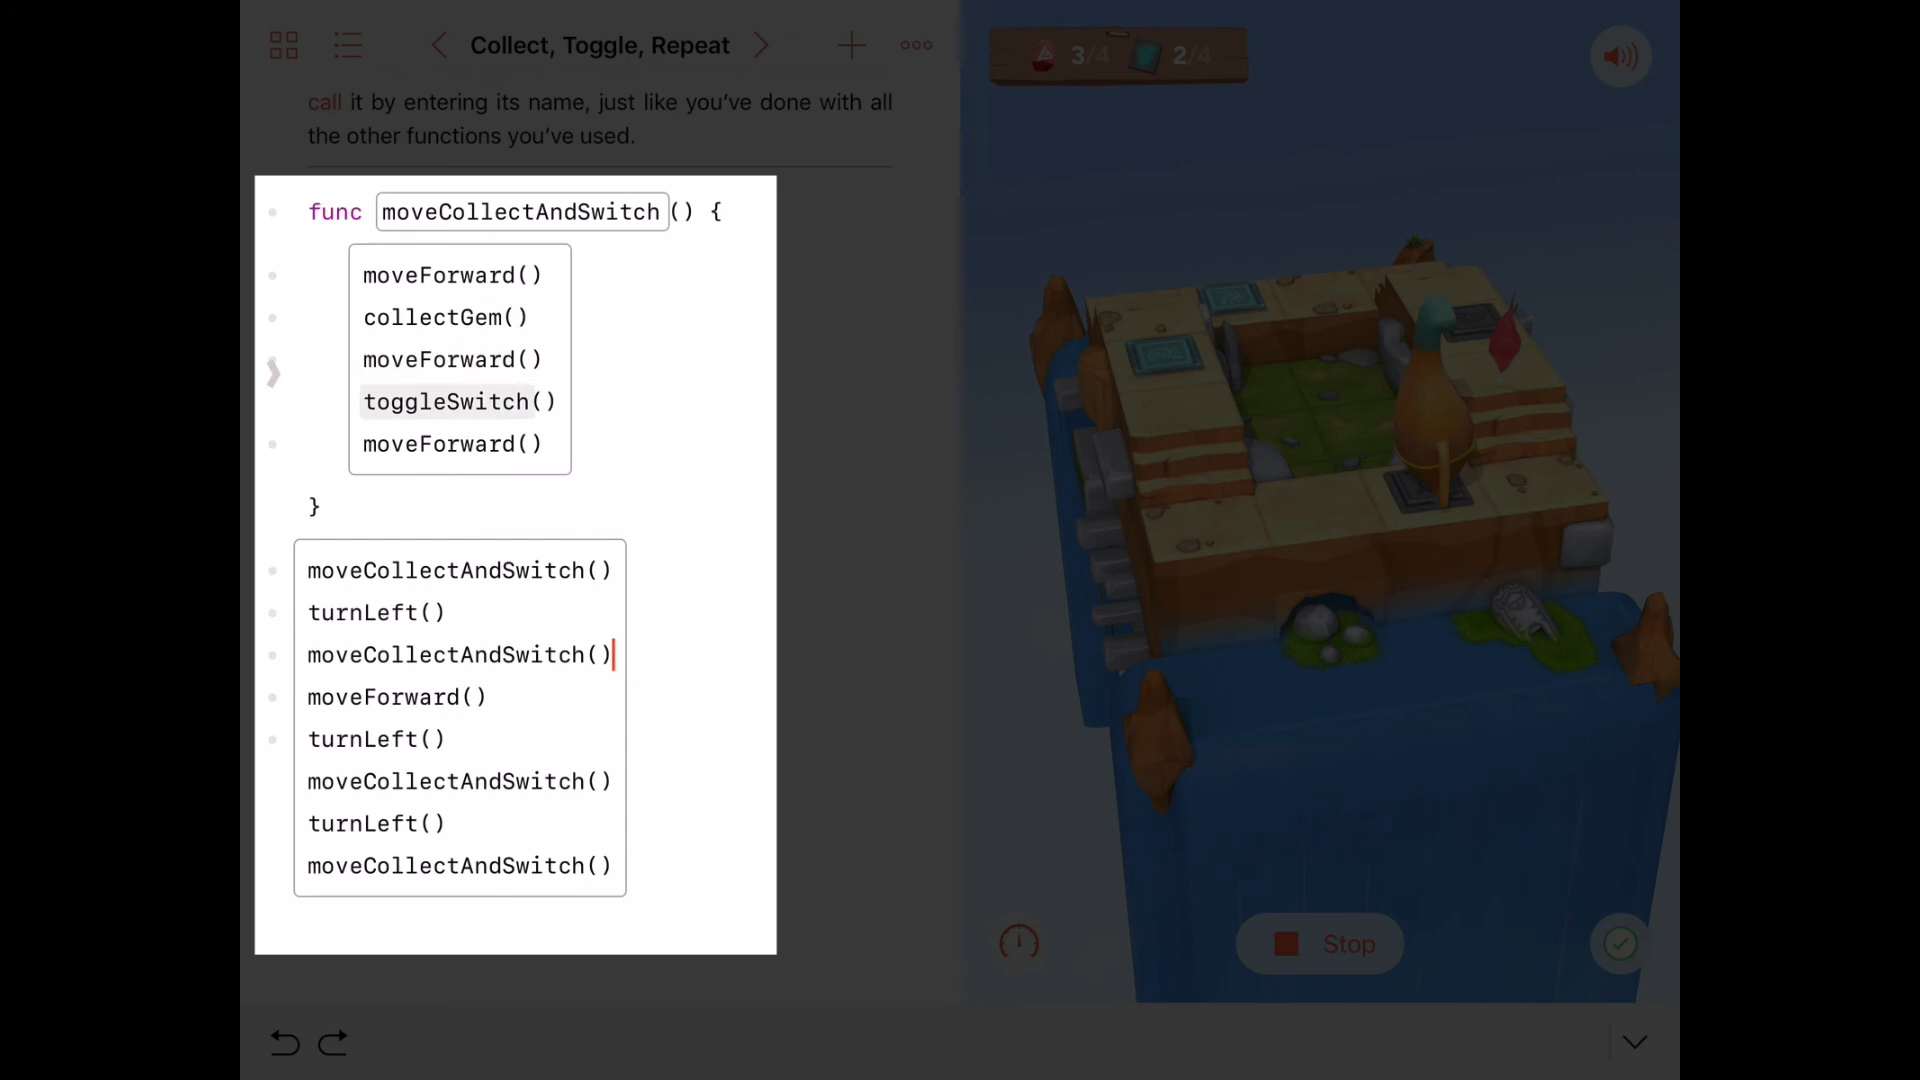 Collect, Toggle, Repeat
call it by entering its name, just like you’ve done with all
the other functions you’ve used.
func moveCollectAndSwitch() {
moveForward()
collectGem()
moveForward()
toggleSwitch()
moveForward()
}
moveCollectAndSwitch()
turnLeft()
moveCollectAndSwitch()
moveForward()
turnLeft()
moveCollectAndSwitch()
turnLeft()
moveCollectAndSwitch()
3/4 2/4
Stop